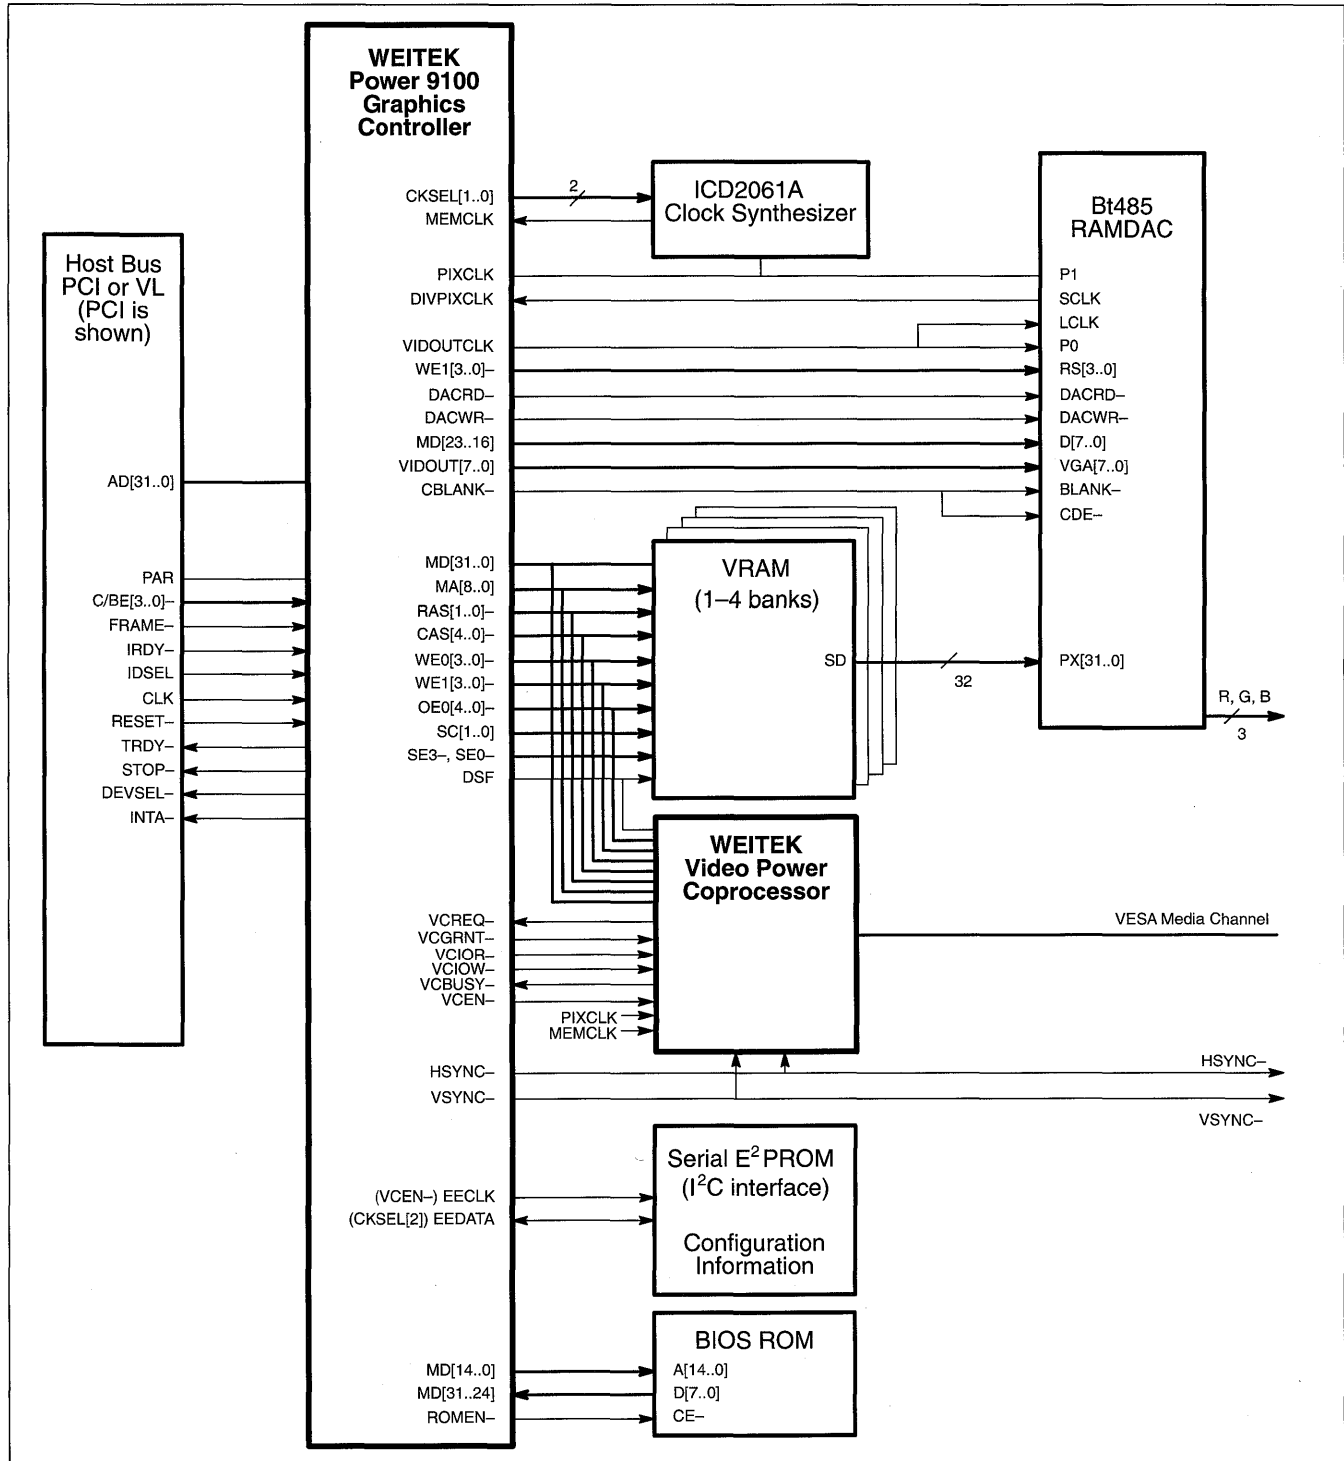 WEITEK
Power 9100
Graphics
Controller
CKSEL[1..0]
MEMCLK
PIXCLK
DIVPIXCLK
VIDOUTCLK
WE1[3..0]–
DACRD–
DACWR–
MD[23..16]
VIDOUT[7..0]
CBLANK–
MD[31..0]
MA[8..0]
RAS[1..0]–
CAS[4..0]–
WE0[3..0]–
WE1[3..0]–
OE0[4..0]–
SC[1..0]
SE3–, SE0–
DSF
VCREQ–
VCGRNT–
VCIOR–
VCIOW–
VCBUSY–
VCEN–
HSYNC–
VSYNC–
(VCEN–) EECLK
(CKSEL[2]) EEDATA
MD[14..0]
MD[31..24]
ROMEN–
Host Bus
PCI or VL
(PCI is
shown)
AD[31..0]
PAR
C/BE[3..0]–
FRAME–
IRDY–
IDSEL
CLK
RESET–
TRDY–
STOP–
DEVSEL–
INTA–
2
ICD2061A
Clock Synthesizer
Bt485
RAMDAC
P1
SCLK
LCLK
P0
RS[3..0]
DACRD–
DACWR–
D[7..0]
VGA[7..0]
BLANK–
CDE–
PX[31..0]
R, G, B
3
VRAM
(1–4 banks)
SD
32
WEITEK
Video Power
Coprocessor
PIXCLK
MEMCLK
VESA Media Channel
HSYNC–
VSYNC–
Serial E²PROM
(I²C interface)
Configuration
Information
BIOS ROM
A[14..0]
D[7..0]
CE–